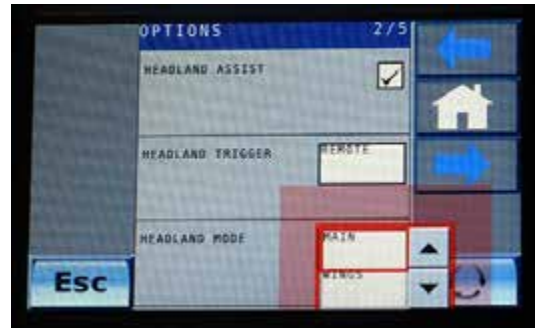 OPTIONS 2/5
HEADLAND ASSIST
HEADLAND TRIGGER REMOTE
HEADLAND MODE MAIN
WINGS
Esc